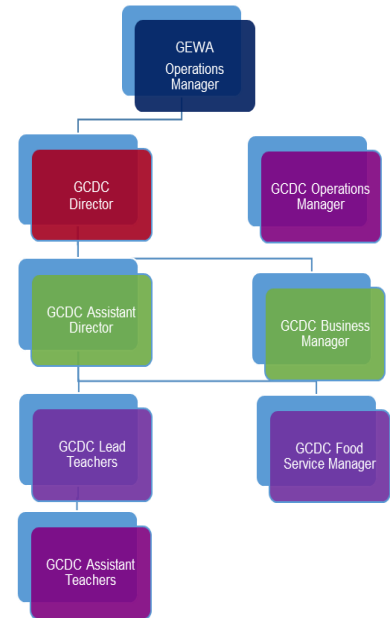 GEWA
Operations
Manager
GCDC
Director
GCDC Operations
Manager
GCDC Assistant
Director
GCDC Business
Manager
GCDC Lead
Teachers
GCDC Food
Service Manager
GCDC Assistant
Teachers